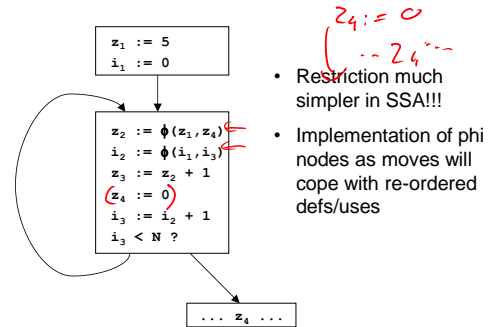 z₁ := 5
i₁ := 0
z₂ := ϕ(z₁,z₄)
i₂ := ϕ(i₁,i₃)
z₃ := z₂ + 1
z₄ := 0
i₃ := i₂ + 1
i₃ < N ?
... z₄ ...
z₄ := 0
... z₄ ...
• Restriction much
simpler in SSA!!!
• Implementation of phi
nodes as moves will
cope with re-ordered
defs/uses